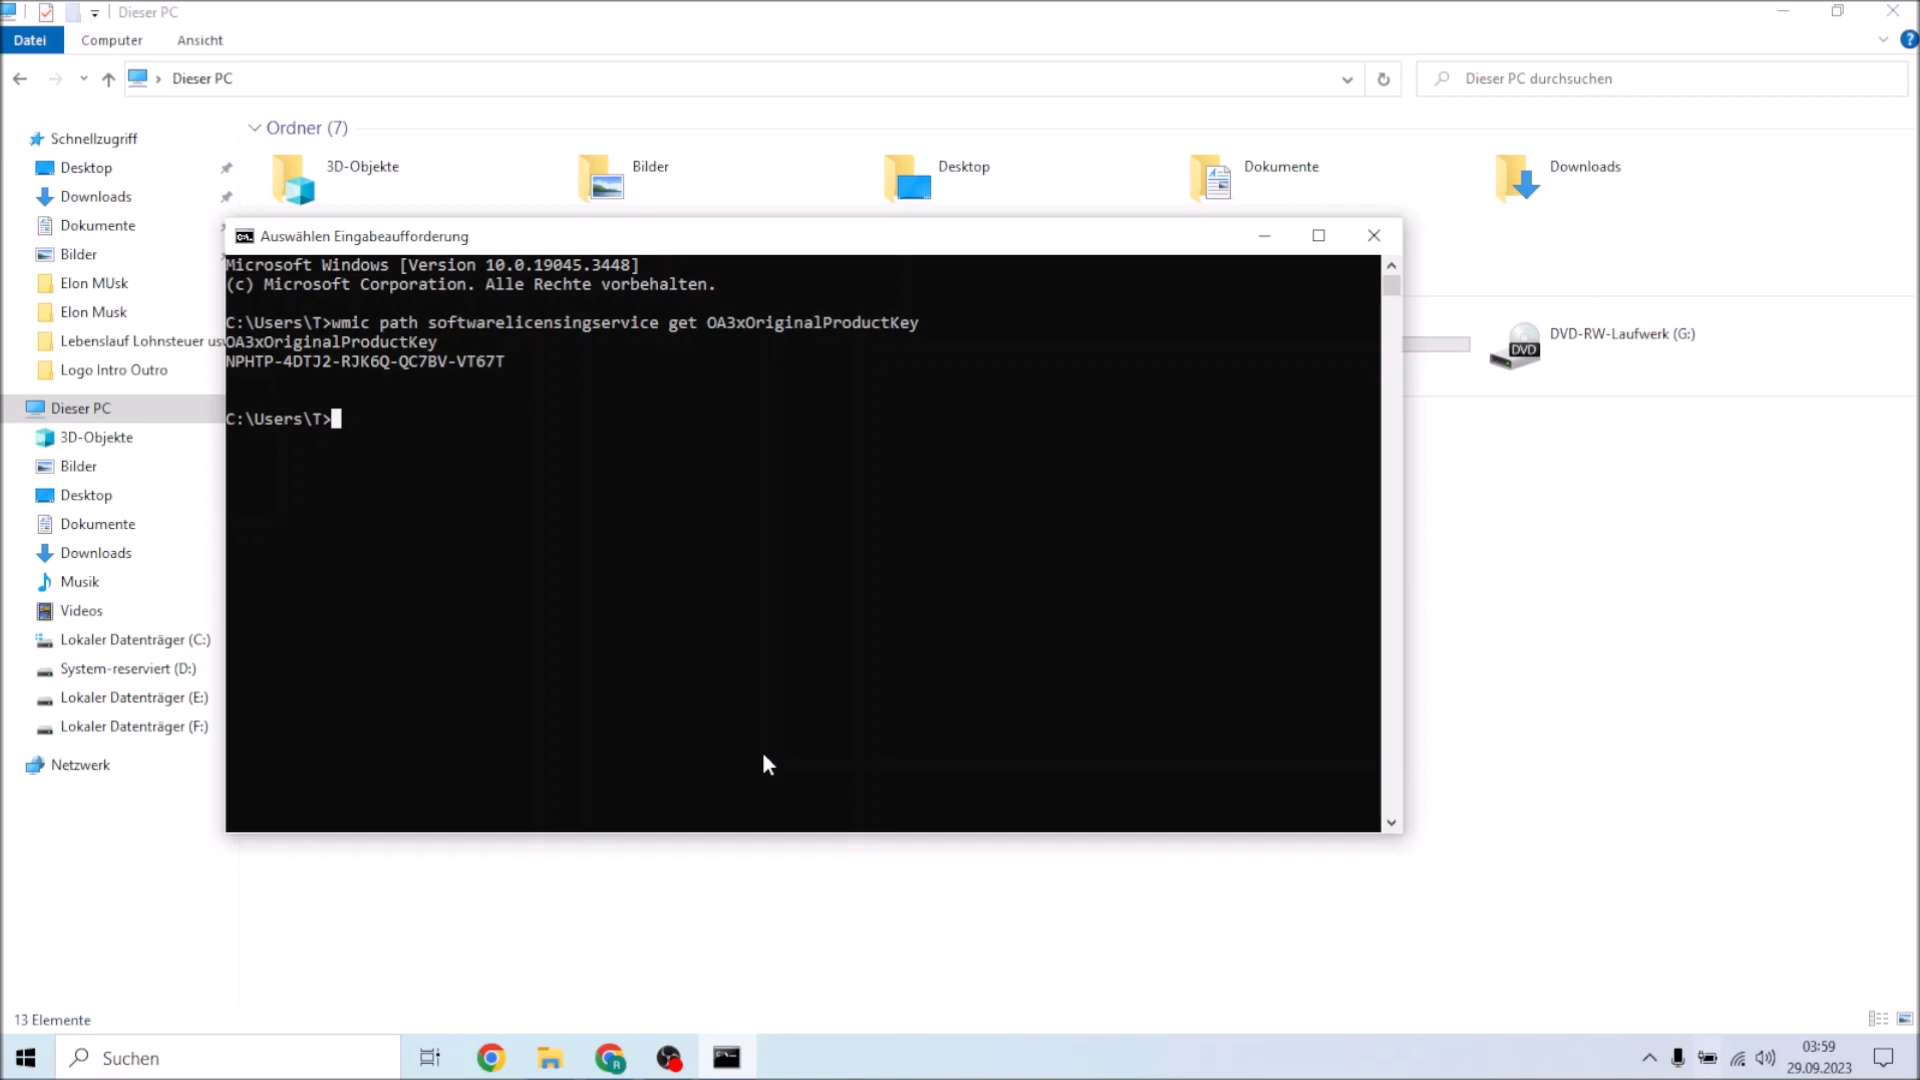 Dieser PC
Datei
Computer
Ansicht
?
Dieser PC
Dieser PC durchsuchen
Schnellzugriff
Desktop
Downloads
Dokumente
Bilder
Elon MUsk
Elon Musk
Lebenslauf Lohnsteuer us
Logo Intro Outro
Dieser PC
3D-Objekte
Bilder
Desktop
Dokumente
Downloads
Musik
Videos
Lokaler Datenträger (C:)
System-reserviert (D:)
Lokaler Datenträger (E:)
Lokaler Datenträger (F:)
Netzwerk
Ordner (7)
3D-Objekte
Bilder
Desktop
Dokumente
Downloads
DVD
DVD-RW-Laufwerk (G:)
C:\.
Auswählen Eingabeaufforderung
Microsoft Windows [Version 10.0.19045.3448]
(c) Microsoft Corporation. Alle Rechte vorbehalten.
C:\Users\T>wmic path softwarelicensingservice get OA3xOriginalProductKey
OA3xOriginalProductKey
NPHTP-4DTJ2-RJK6Q-QC7BV-VT67T
C:\Users\T>
13 Elemente
Suchen
R
03:59
29.09.2023